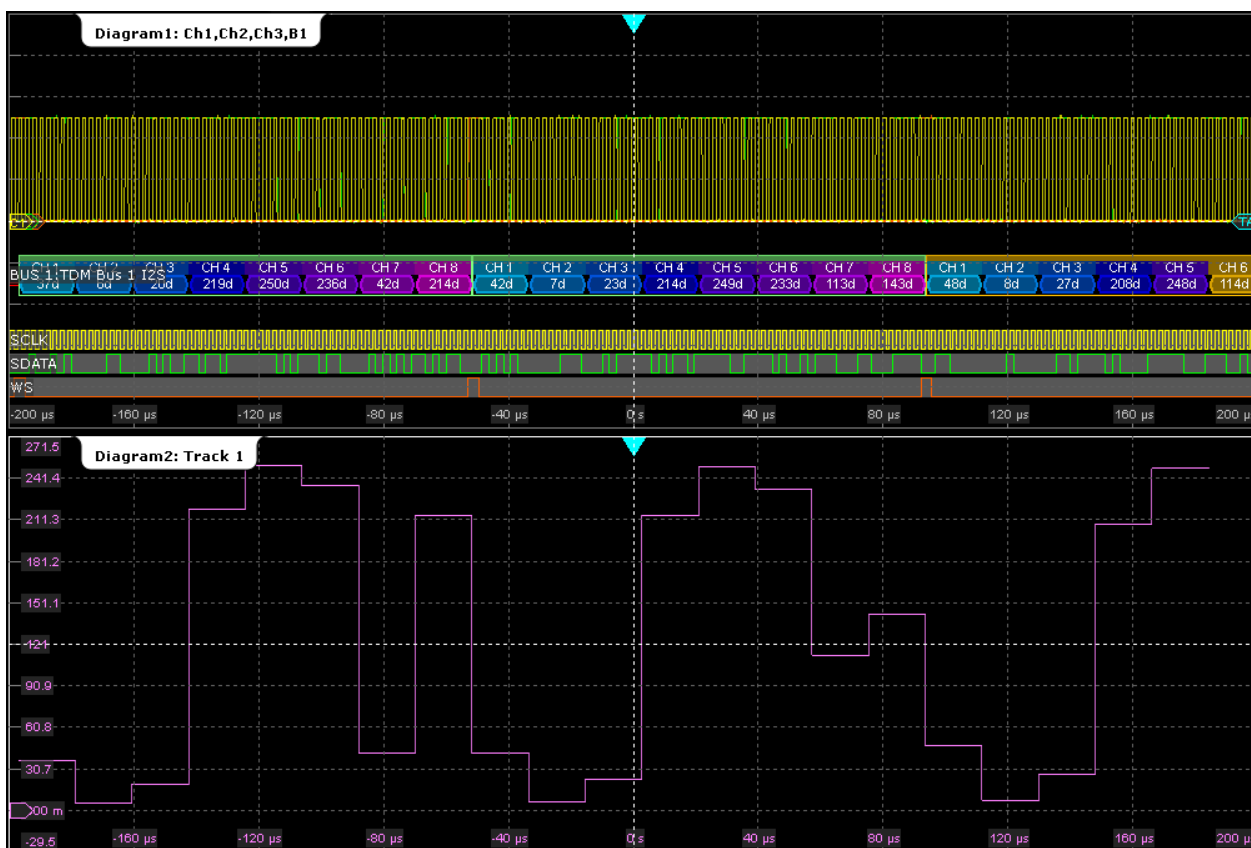 Diagram1: Ch1,Ch2,Ch3,B1
C1
TA
CH 3 CH 4 CH 5 CH 6 CH 7 CH 8 CH 1 CH 2 CH 3 CH 4 CH 5 CH 6 CH 7 CH 8 CH 1 CH 2 CH 3 CH 4 CH 5 CH 6
BUS 1: TDM Bus 1 I2S
37d 6d 20d 219d 250d 236d 42d 214d 42d 7d 23d 214d 249d 233d 113d 143d 48d 8d 27d 208d 248d 114d
SCLK
SDATA
WS
-200 µs -160 µs -120 µs -80 µs -40 µs 0 s 40 µs 80 µs 120 µs 160 µs 200 µs
Diagram2: Track 1
271.5
241.4
211.3
181.2
151.1
121
90.9
60.8
30.7
00 m
-29.5 -160 µs -120 µs -80 µs -40 µs 0 s 40 µs 80 µs 120 µs 160 µs 200 µs